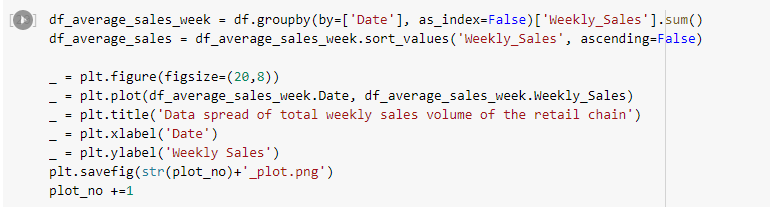 df_average_sales_week = df.groupby(by=['Date'], as_index=False)['Weekly_Sales'].sum()
df_average_sales = df_average_sales_week.sort_values('Weekly_Sales', ascending=False)
_ = plt.figure(figsize=(20,8))
_ = plt.plot(df_average_sales_week.Date, df_average_sales_week.Weekly_Sales)
_ = plt.title('Data spread of total weekly sales volume of the retail chain')
_ = plt.xlabel('Date')
_ = plt.ylabel('Weekly Sales')
plt.savefig(str(plot_no)+'_plot.png')
plot_no +=1